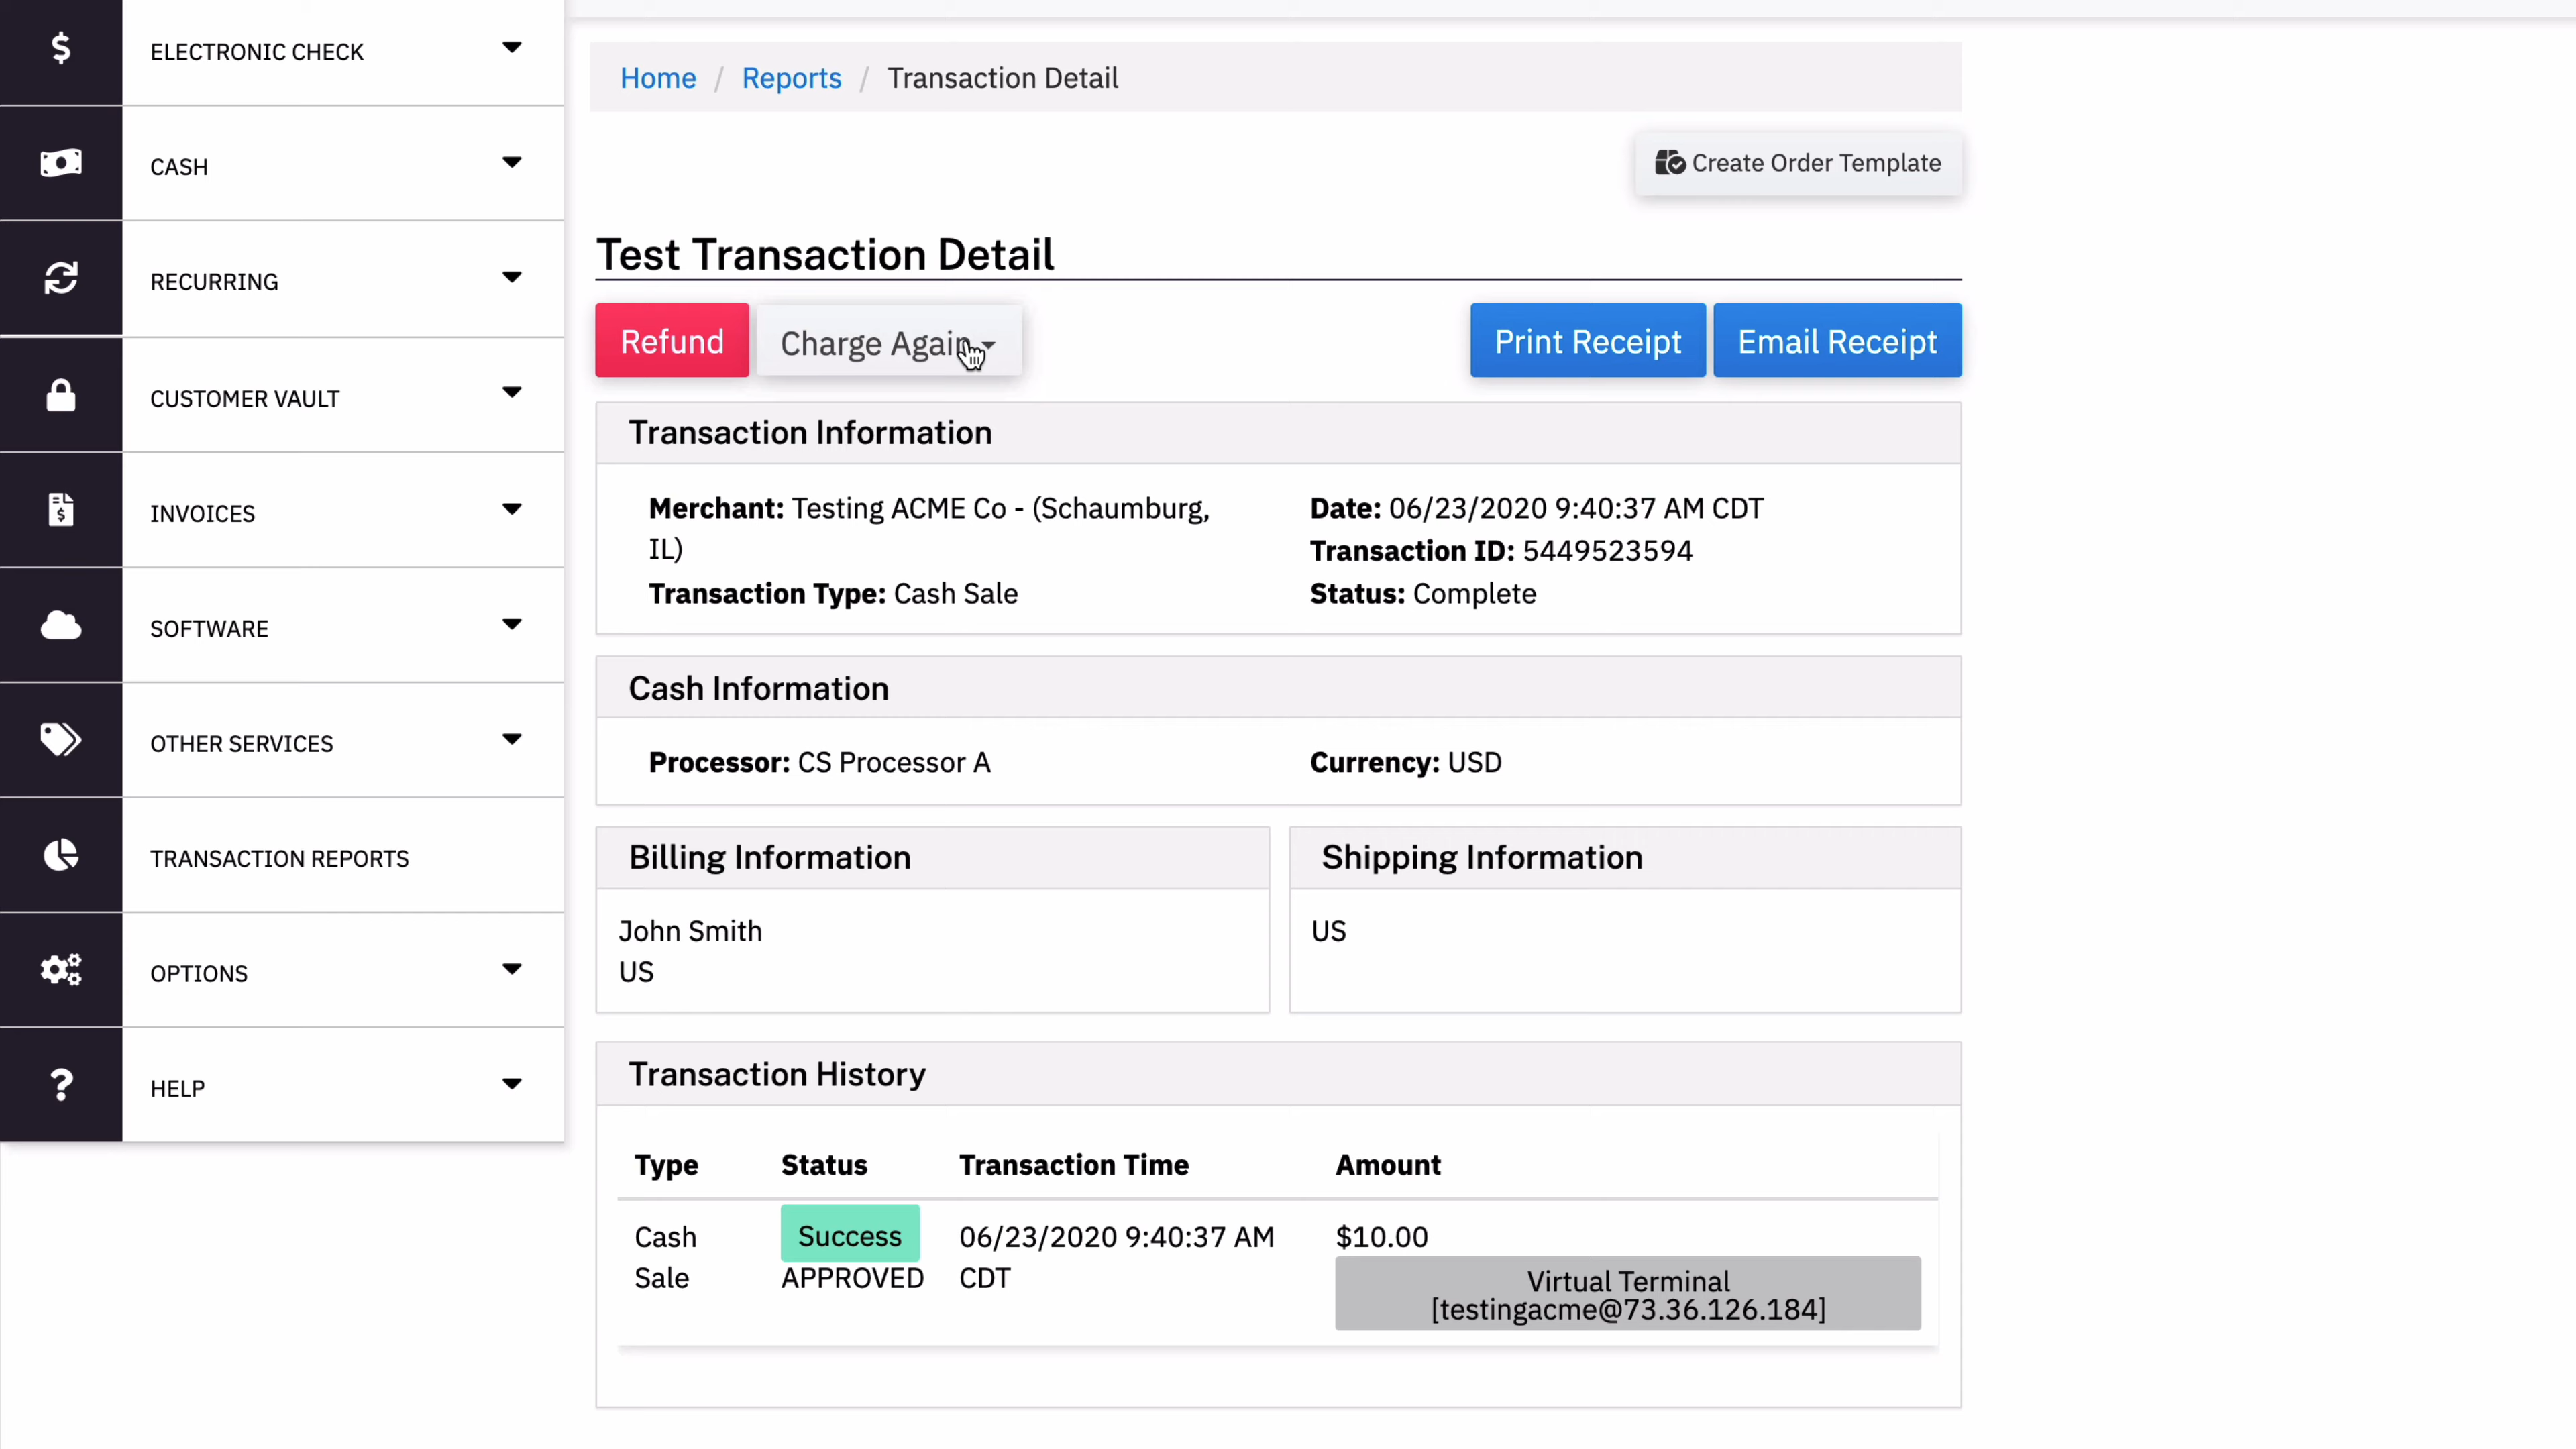 ELECTRONIC CHECK
CASH
RECURRING
CUSTOMER VAULT
INVOICES
SOFTWARE
OTHER SERVICES
TRANSACTION REPORTS
OPTIONS
HELP
Home / Reports / Transaction Detail
Create Order Template
Test Transaction Detail
Refund Charge Again Print Receipt Email Receipt
Transaction Information
Merchant: Testing ACME Co - (Schaumburg,
IL)
Transaction Type: Cash Sale
Date: 06/23/2020 9:40:37 AM CDT
Transaction ID: 5449523594
Status: Complete
Cash Information
Processor: CS Processor A
Currency: USD
Billing Information
John Smith
US
Shipping Information
US
Transaction History
Type Status Transaction Time Amount
Cash Success 06/23/2020 9:40:37 AM $10.00
Sale APPROVED CDT
Virtual Terminal
[testingacme@73.36.126.184]